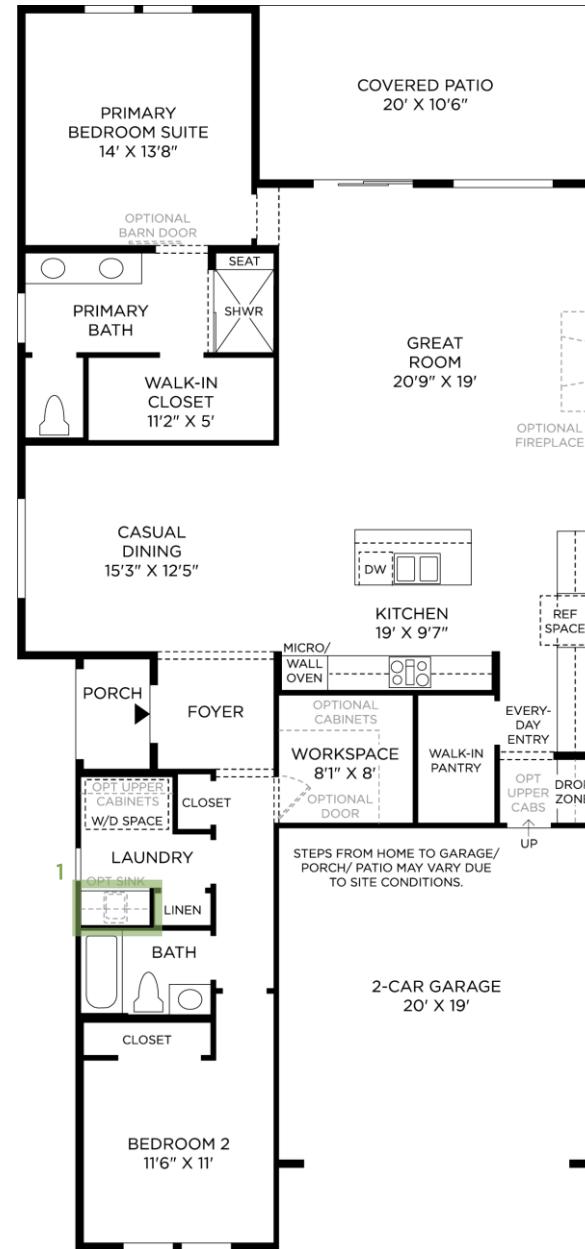 COVERED PATIO
20' X 10'6"
PRIMARY
BEDROOM SUITE
14' X 13'8"
OPTIONAL
BARN DOOR
SEAT
SHWR
PRIMARY
BATH
GREAT
ROOM
20'9" X 19'
WALK-IN
CLOSET
11'2" X 5'
OPTIONAL
FIREPLACE
CASUAL
DINING
15'3" X 12'5"
DW
KITCHEN
19' X 9'7"
REF
SPACE
MICRO/
WALL
OVEN
PORCH
FOYER
OPTIONAL
CABINETS
WORKSPACE
8'1" X 8'
OPTIONAL
DOOR
WALK-IN
PANTRY
EVERY-
DAY
ENTRY
OPT
UPPER
CABS
DROP
ZONE
UP
OPT UPPER
CABINETS
W/D SPACE
CLOSET
LAUNDRY
1
OPT SINK
LINEN
STEPS FROM HOME TO GARAGE/
PORCH/ PATIO MAY VARY DUE
TO SITE CONDITIONS.
BATH
2-CAR GARAGE
20' X 19'
CLOSET
BEDROOM 2
11'6" X 11'